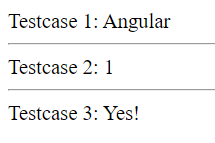 Testcase 1: Angular
Testcase 2: 1
Testcase 3: Yes!